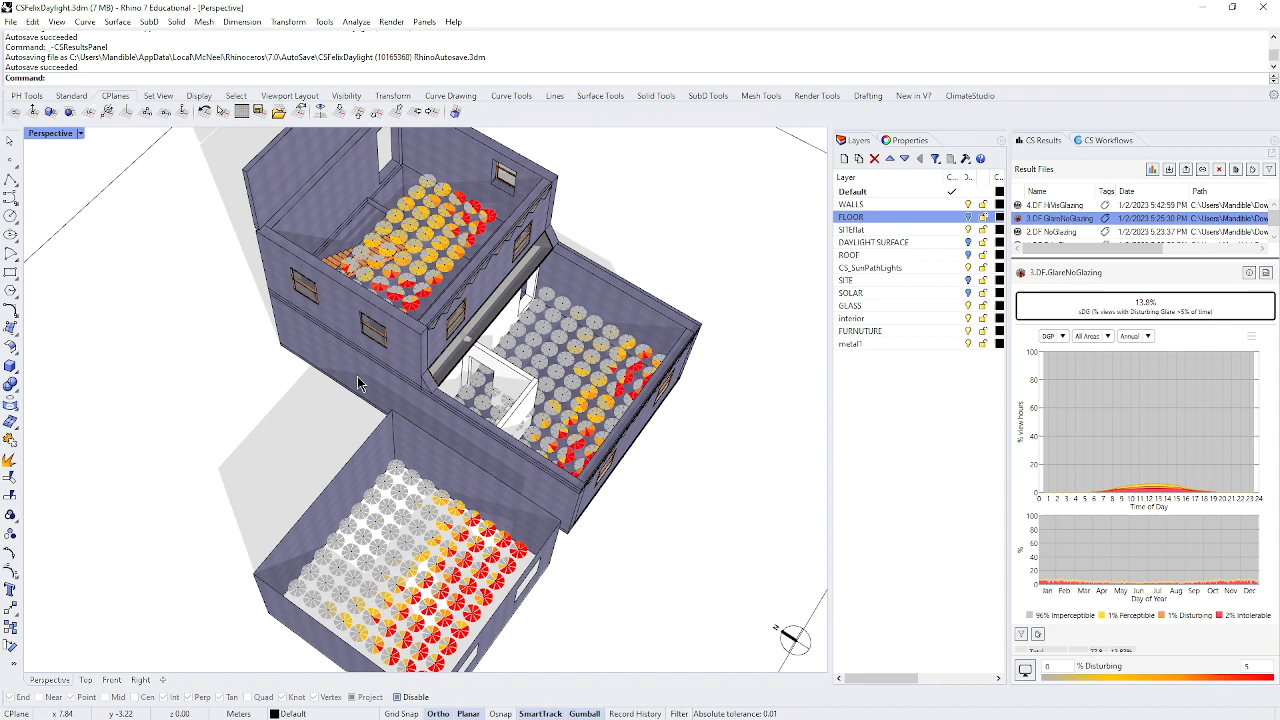 CSFelixDaylight.3dm (7 MB) - Rhino 7 Educational - [Perspective]
File Edit View Curve Surface SubD Solid Mesh Dimension Transform Tools Analyze Render Panels Help
Autosave succeeded
Command: _-CSResultsPanel
Autosaving file as C:\Users\Mandible\AppData\Local\McNeel\Rhinoceros\7.0\AutoSave\CSFelixDaylight (10165368) RhinoAutosave.3dm
Autosave succeeded
Command:
PH Tools Standard CPlanes Set View Display Select Viewport Layout Visibility Transform Curve Drawing Curve Tools Lines Surface Tools Solid Tools SubD Tools Mesh Tools Render Tools Drafting New in V7 ClimateStudio
Perspective
Layers Properties
Layer C... C...
Default
WALLS
FLOOR
SITEflat
DAYLIGHT SURFACE
ROOF
CS_SunPathLights
SITE
SOLAR
GLASS
interior
FURNUTURE
metal1
CS Results CS Workflows
Result Files
Name Tags Date Path
4.DF.HiVisGlazing 1/2/2023 5:42:59 PM C:\Users\Mandible\Dow
3.DF.GlareNoGlazing 1/2/2023 5:25:30 PM C:\Users\Mandible\Dow
2.DF.NoGlazing 1/2/2023 5:23:37 PM C:\Users\Mandible\Dow
3.DF.GlareNoGlazing
13.8%
sDG (% views with Disturbing Glare >5% of time)
DGP All Areas Annual
100
80
60
40
20
0
% view hours
1 2 3 4 5 6 7 8 9 10 11 12 13 14 15 16 17 18 19 20 21 22 23 24
Time of Day
100
80
60
40
20
0
%
Jan Feb Mar Apr May Jun Jul Aug Sep Oct Nov Dec
Day of Year
96% Imperceptible 1% Perceptible 1% Disturbing 2% Intolerable
0 % Disturbing 5
N
Perspective Top Front Right
End Near Point Mid Cen Int Perp Tan Quad Knot Vertex Project Disable
CPlane x 7.84 y -3.22 z 0.00 Meters Default Grid Snap Ortho Planar Osnap SmartTrack Gumball Record History Filter Absolute tolerance: 0.01